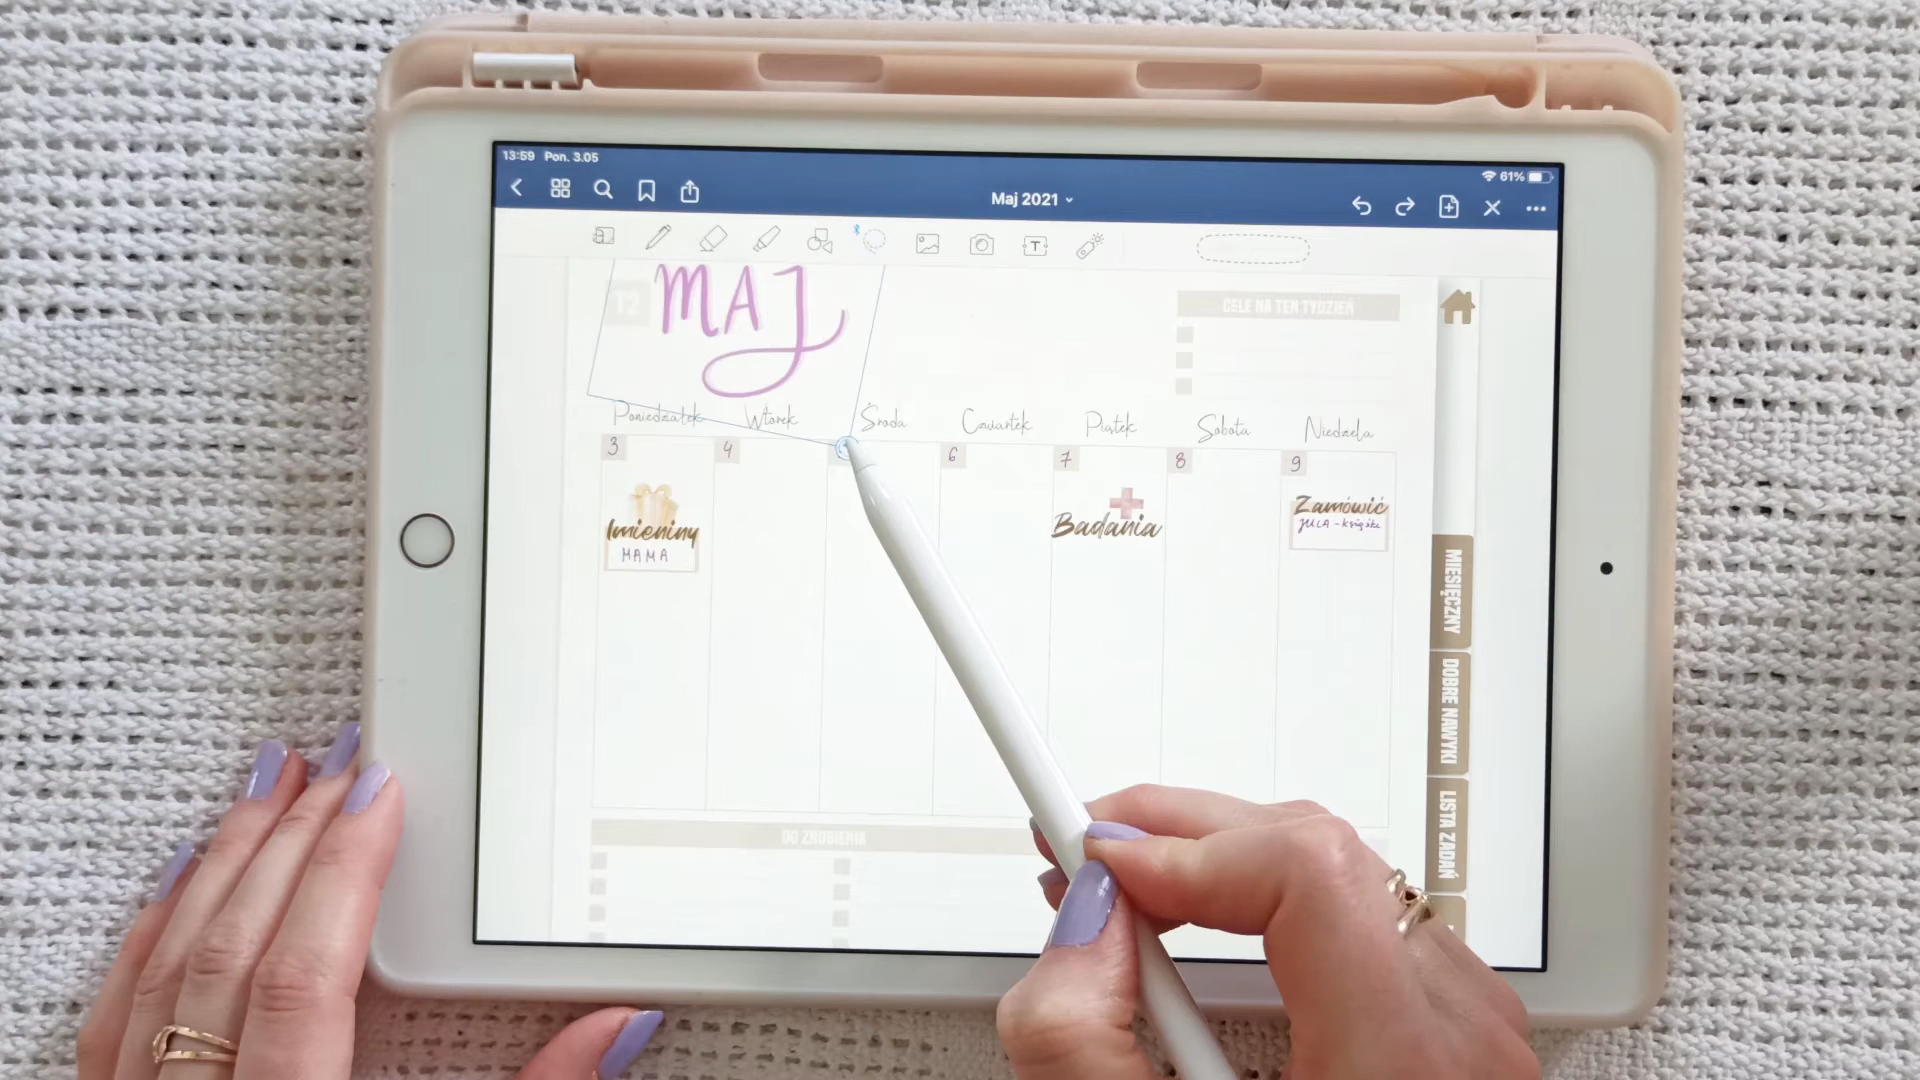 13:59 Pon. 3.05
61%
Maj 2021
T
T2
MAJ
CELE NA TEN TYDZIEŃ
Poniedziałek Wtorek Środa Czwartek Piątek Sobota Niedziela
3 4 6 7 8 9
Imieniny
MAMA
Badania
Zamówić
JULA - książki
MIESIĘCZNY
DOBRE NAWYKI
LISTA ZADAŃ
DO ZROBIENIA